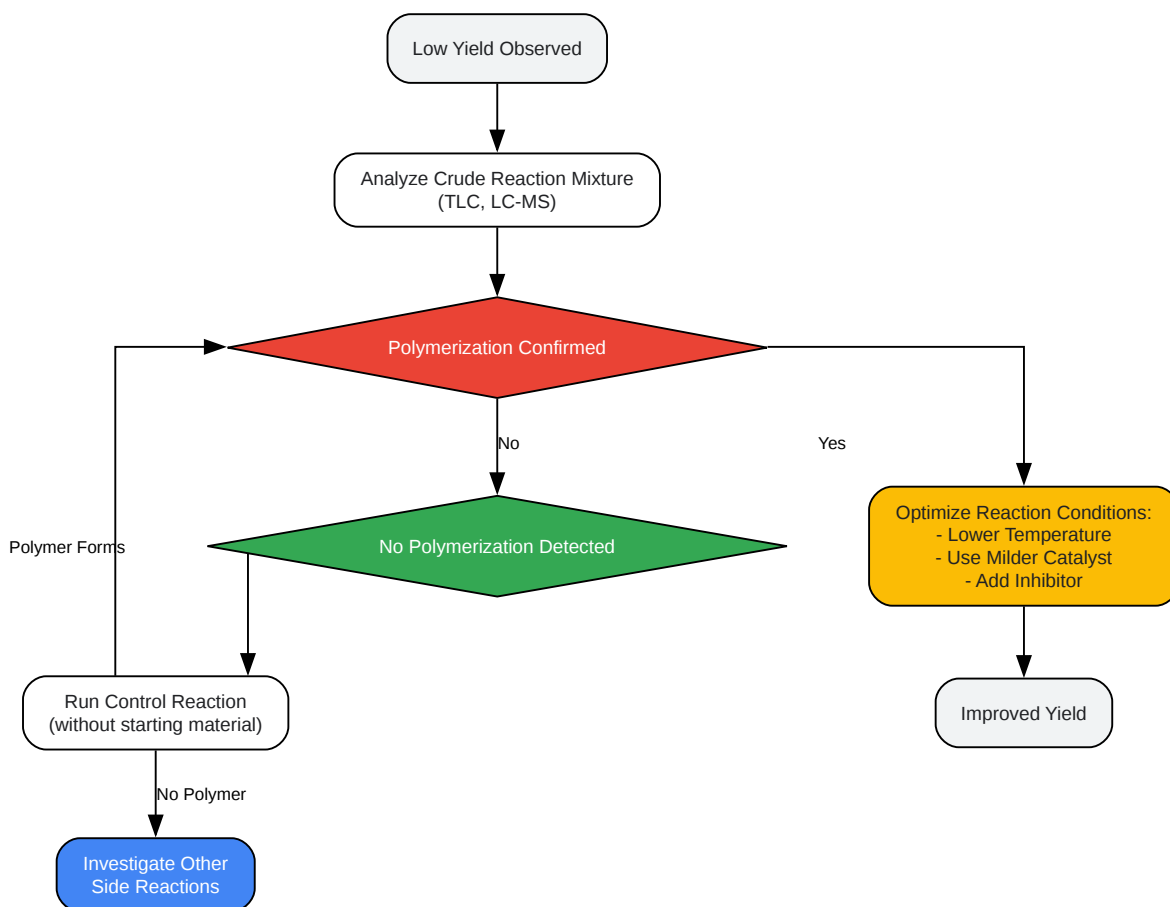 Low Yield Observed
Analyze Crude Reaction Mixture
(TLC, LC-MS)
Polymerization Confirmed
No
Yes
Optimize Reaction Conditions:
- Lower Temperature
- Use Milder Catalyst
- Add Inhibitor
Polymer Forms
No Polymerization Detected
Run Control Reaction
(without starting material)
Improved Yield
No Polymer
Investigate Other
Side Reactions